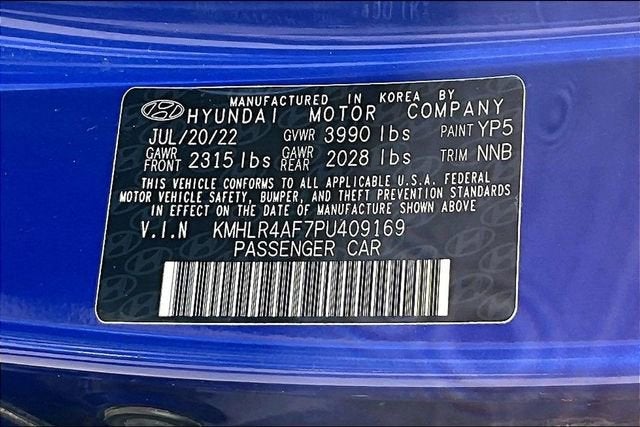 MANUFACTURED IN KOREA BY
HYUNDAI MOTOR COMPANY
JUL/20/22 GVWR 3990 lbs PAINT YP5
GAWR FRONT 2315 lbs GAWR REAR 2028 lbs TRIM NNB
THIS VEHICLE CONFORMS TO ALL APPLICABLE U.S.A. FEDERAL
MOTOR VEHICLE SAFETY, BUMPER, AND THEFT PREVENTION STANDARDS
IN EFFECT ON THE DATE OF MANUFACTURE SHOWN ABOVE
V.I.N KMHLR4AF7PU409169
PASSENGER CAR